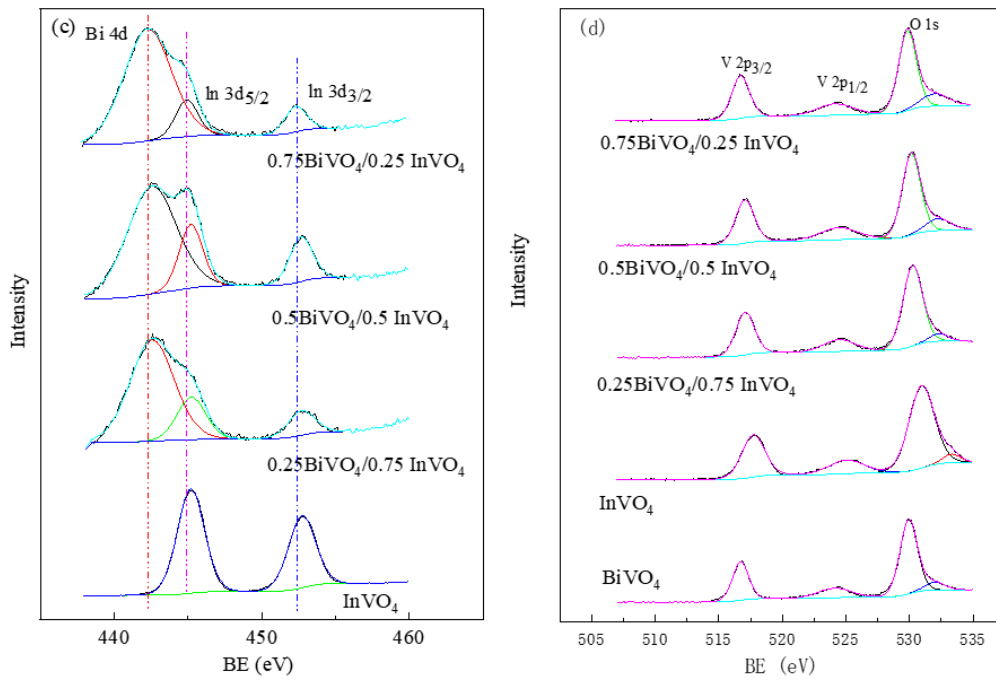 (c)
Bi 4d
In 3d5/2
In 3d3/2
0.75BiVO4/0.25 InVO4
0.5BiVO4/0.5 InVO4
0.25BiVO4/0.75 InVO4
InVO4
Intensity
440 450 460
BE (eV)
(d)
O 1s
V 2p3/2
V 2p1/2
0.75BiVO4/0.25 InVO4
0.5BiVO4/0.5 InVO4
0.25BiVO4/0.75 InVO4
InVO4
BiVO4
Intensity
505 510 515 520 525 530 535
BE (eV)